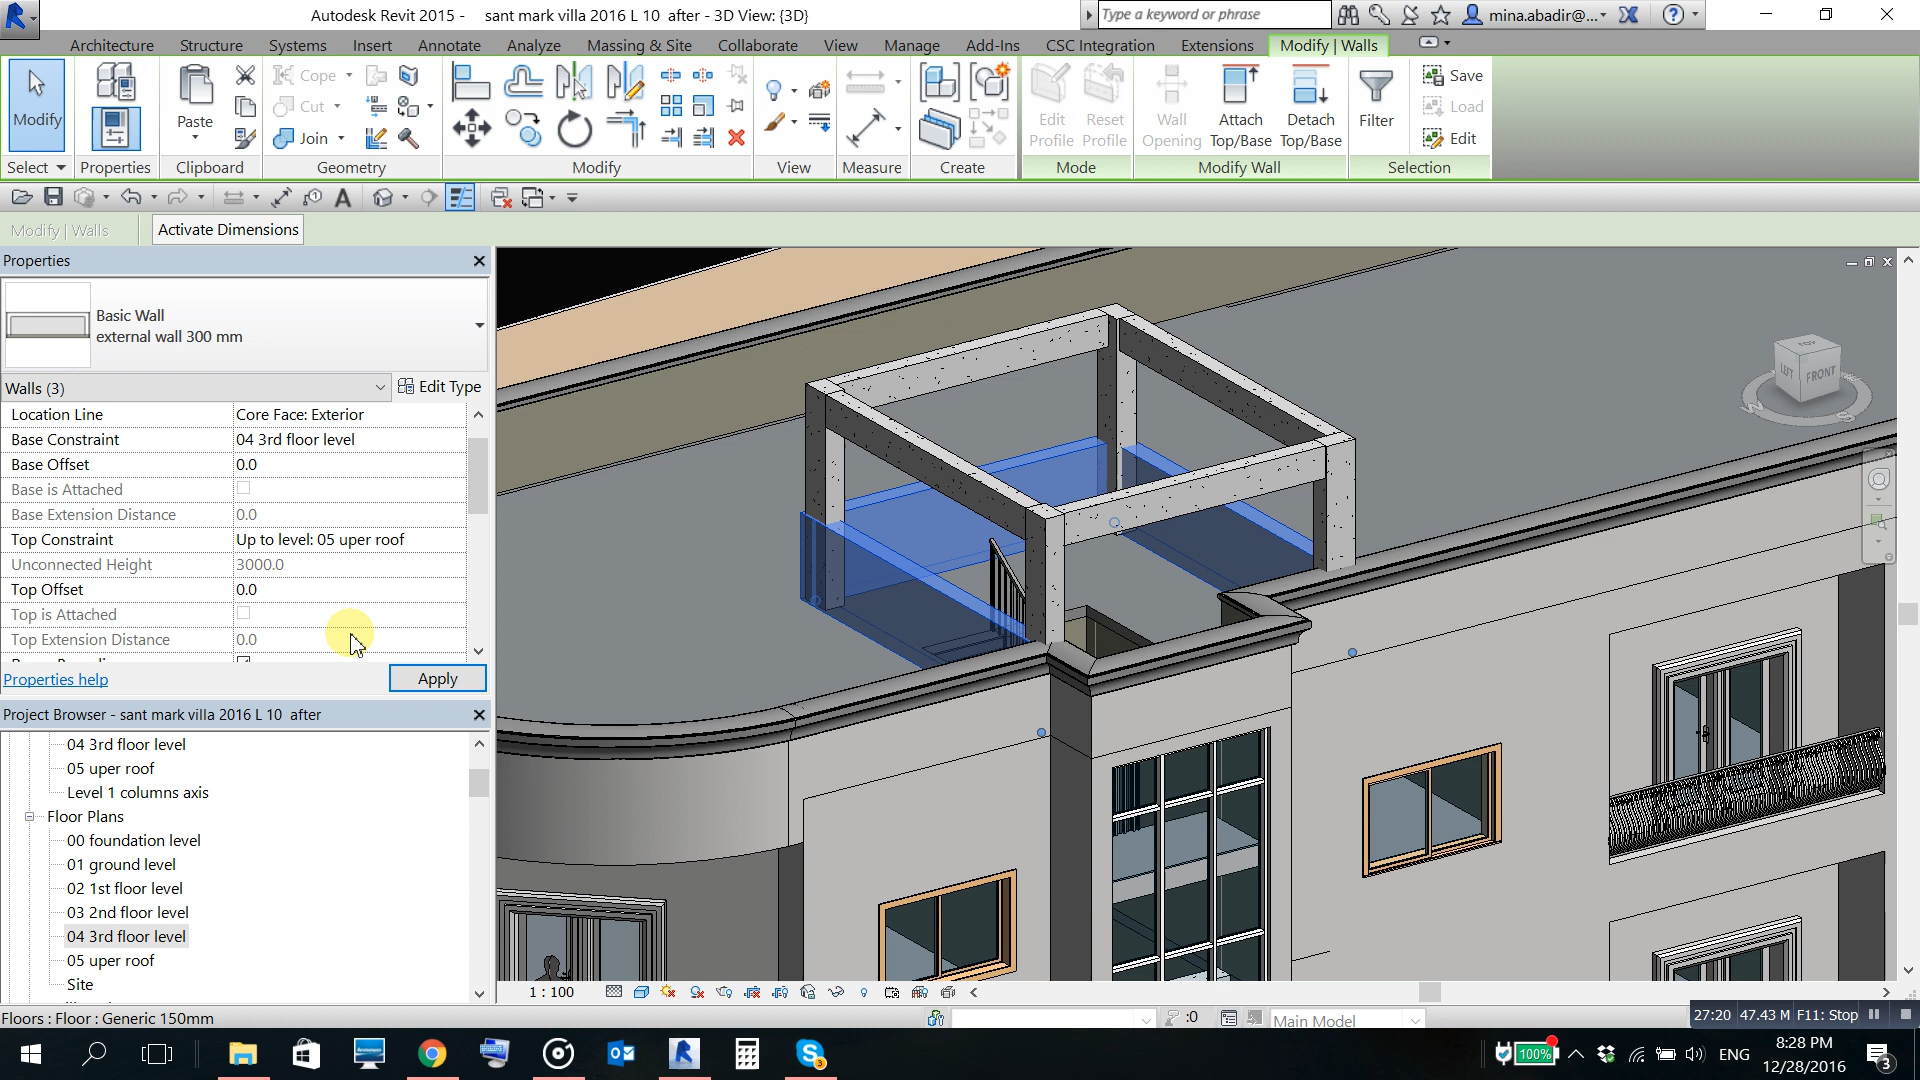 Autodesk Revit 2015 - sant mark villa 2016 L 10 after - 3D View: {3D}
Type a keyword or phrase
mina.abadir@...
Architecture Structure Systems Insert Annotate Analyze Massing & Site Collaborate View Manage Add-Ins CSC Integration Extensions Modify | Walls
Modify
Paste
Cope
Cut
Join
Edit Profile
Reset Profile
Wall Opening
Attach Top/Base
Detach Top/Base
Filter
Save
Load
Edit
Select Properties Clipboard Geometry Modify View Measure Create Mode Modify Wall Selection
Modify | Walls Activate Dimensions
Properties
Basic Wall
external wall 300 mm
Walls (3) Edit Type
Location Line Core Face: Exterior
Base Constraint 04 3rd floor level
Base Offset 0.0
Base is Attached
Base Extension Distance 0.0
Top Constraint Up to level: 05 uper roof
Unconnected Height 3000.0
Top Offset 0.0
Top is Attached
Top Extension Distance 0.0
Properties help Apply
Project Browser - sant mark villa 2016 L 10 after
04 3rd floor level
05 uper roof
Level 1 columns axis
Floor Plans
00 foundation level
01 ground level
02 1st floor level
03 2nd floor level
04 3rd floor level
05 uper roof
Site
TOP
FRONT
W
S
1 : 100
Floors : Floor : Generic 150mm
:0
Main Model
27:20 47.43 M F11: Stop
100%
ENG
8:28 PM
12/28/2016
3
3